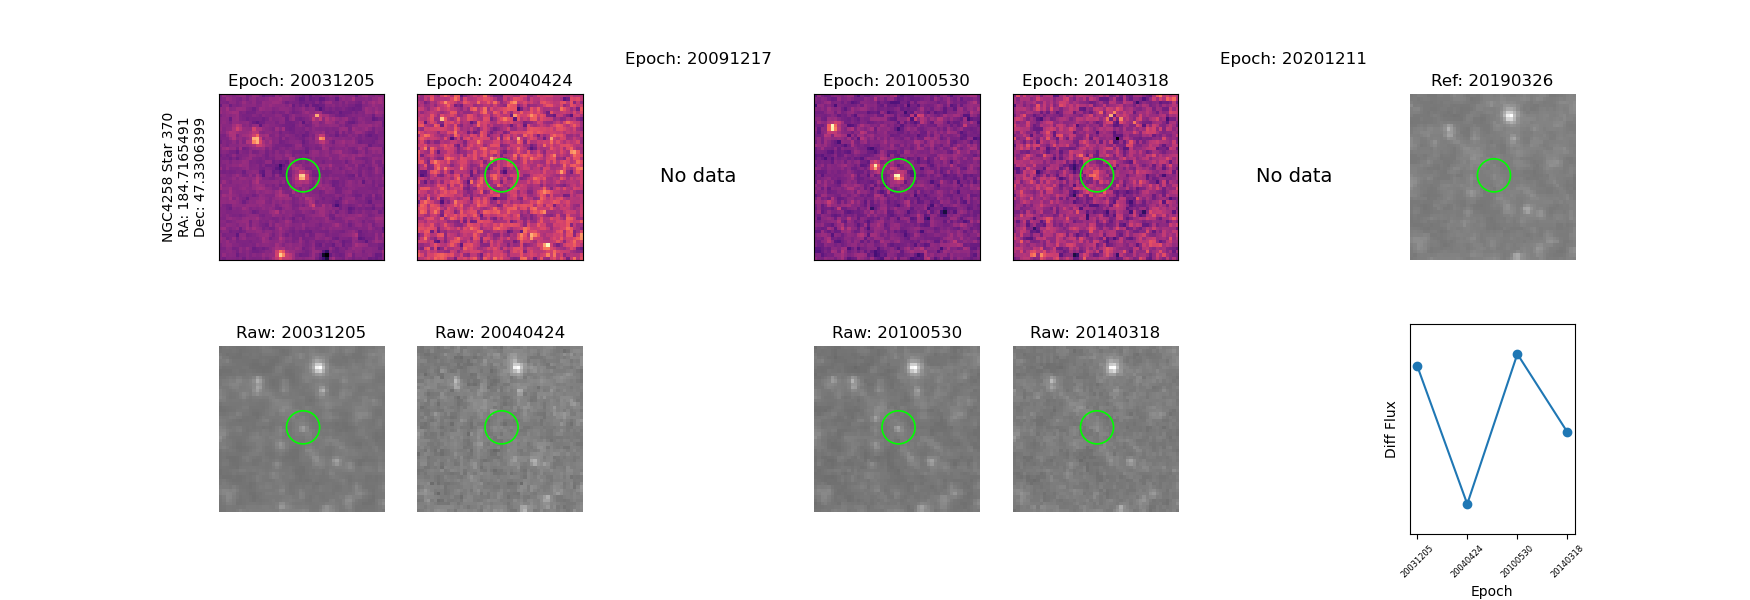 Epoch: 20091217
Epoch: 20201211
Epoch: 20031205
Epoch: 20040424
Epoch: 20100530
Epoch: 20140318
Ref: 20190326
NGC4258 Star 370
RA: 184.7165491
Dec: 47.3306399
No data
No data
Raw: 20031205
Raw: 20040424
Raw: 20100530
Raw: 20140318
Diff Flux
20031205
20040424
20100530
20140318
Epoch